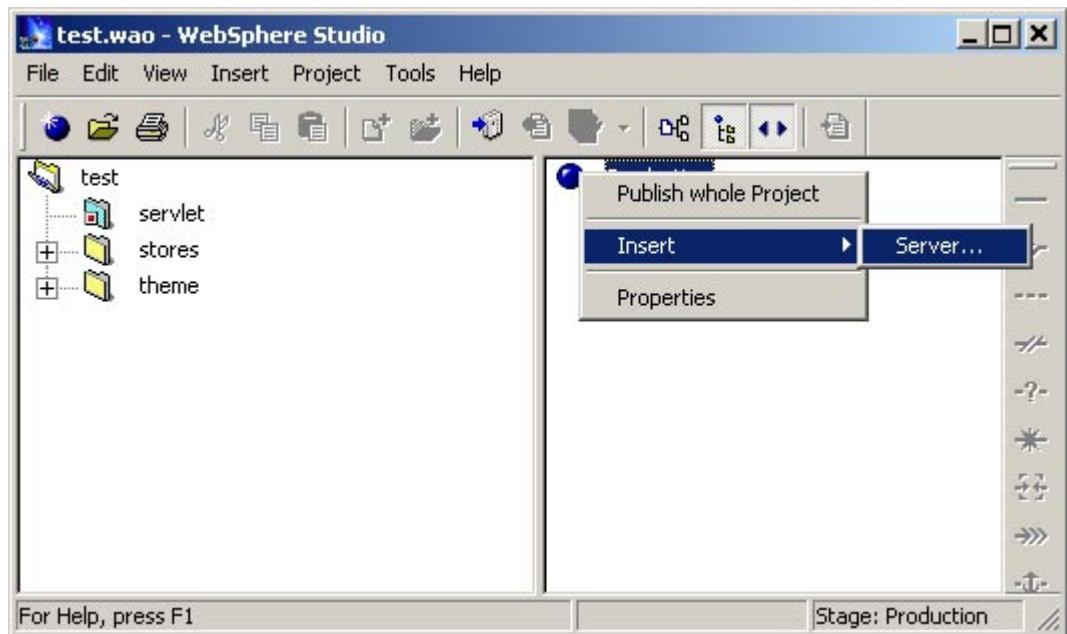 test.wao - WebSphere Studio
File Edit View Insert Project Tools Help
test
servlet
stores
theme
Publish whole Project
Insert
Server...
Properties
-?-
For Help, press F1
Stage: Production